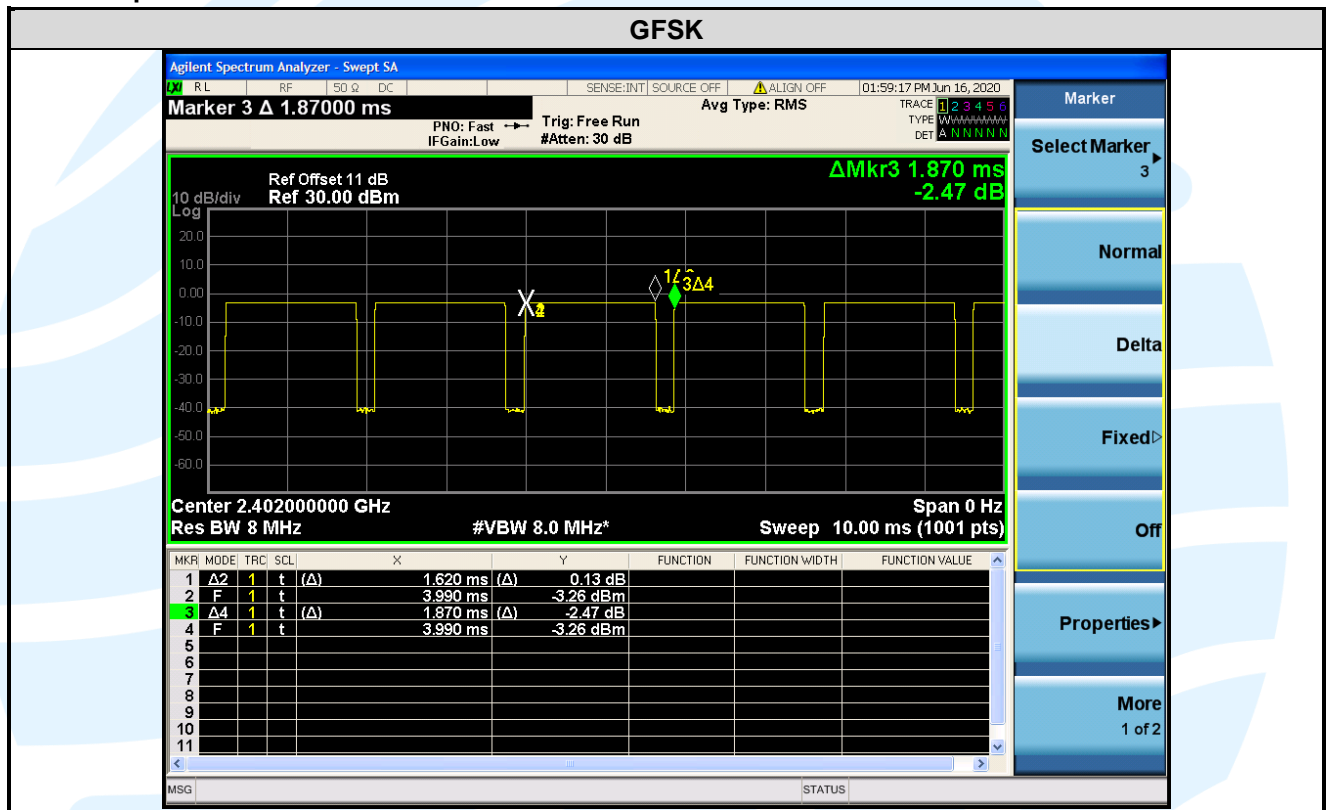 GFSK
Agilent Spectrum Analyzer - Swept SA
LXI RL RF 50 Ω DC SENSE:INT SOURCE OFF ALIGN OFF 01:59:17 PM Jun 16, 2020
Marker 3 Δ 1.87000 ms
PNO: Fast
IFGain:Low
Trig: Free Run
#Atten: 30 dB
Avg Type: RMS
TRACE 1 2 3 4 5 6
TYPE
DET A N N N N N
ΔMkr3 1.870 ms
-2.47 dB
Ref Offset 11 dB
10 dB/div Ref 30.00 dBm
Log
20.0
10.0
0.00
-10.0
-20.0
-30.0
-40.0
-50.0
-60.0
3Δ4
Center 2.402000000 GHz Span 0 Hz
Res BW 8 MHz #VBW 8.0 MHz* Sweep 10.00 ms (1001 pts)
MKR MODE TRC SCL X Y FUNCTION FUNCTION WIDTH FUNCTION VALUE
1 Δ2 1 t (Δ) 1.620 ms (Δ) 0.13 dB
2 F 1 t 3.990 ms -3.26 dBm
3 Δ4 1 t (Δ) 1.870 ms (Δ) -2.47 dB
4 F 1 t 3.990 ms -3.26 dBm
5
6
7
8
9
10
11
MSG STATUS
Marker
Select Marker
3
Normal
Delta
Fixed
Off
Properties
More
1 of 2